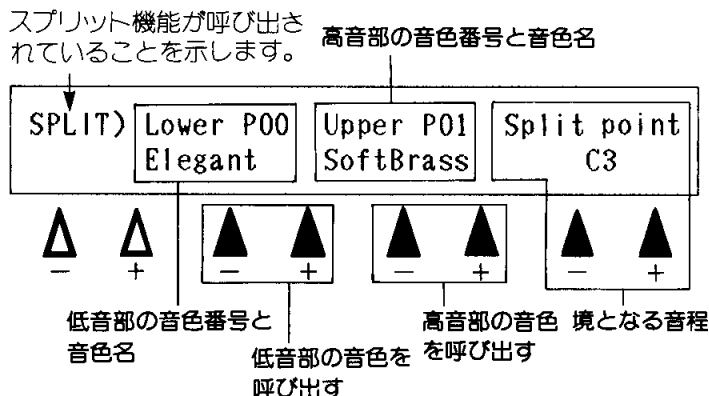 スプリット機能が呼び出さ
れていることを示します。
高音部の音色番号と音色名
SPLIT) Lower P00 Upper P01 Split point
Elegant SoftBrass C3
− + − + − + − +
低音部の音色番号と
音色名
低音部の音色を
呼び出す
高音部の音色
を呼び出す
境となる音程